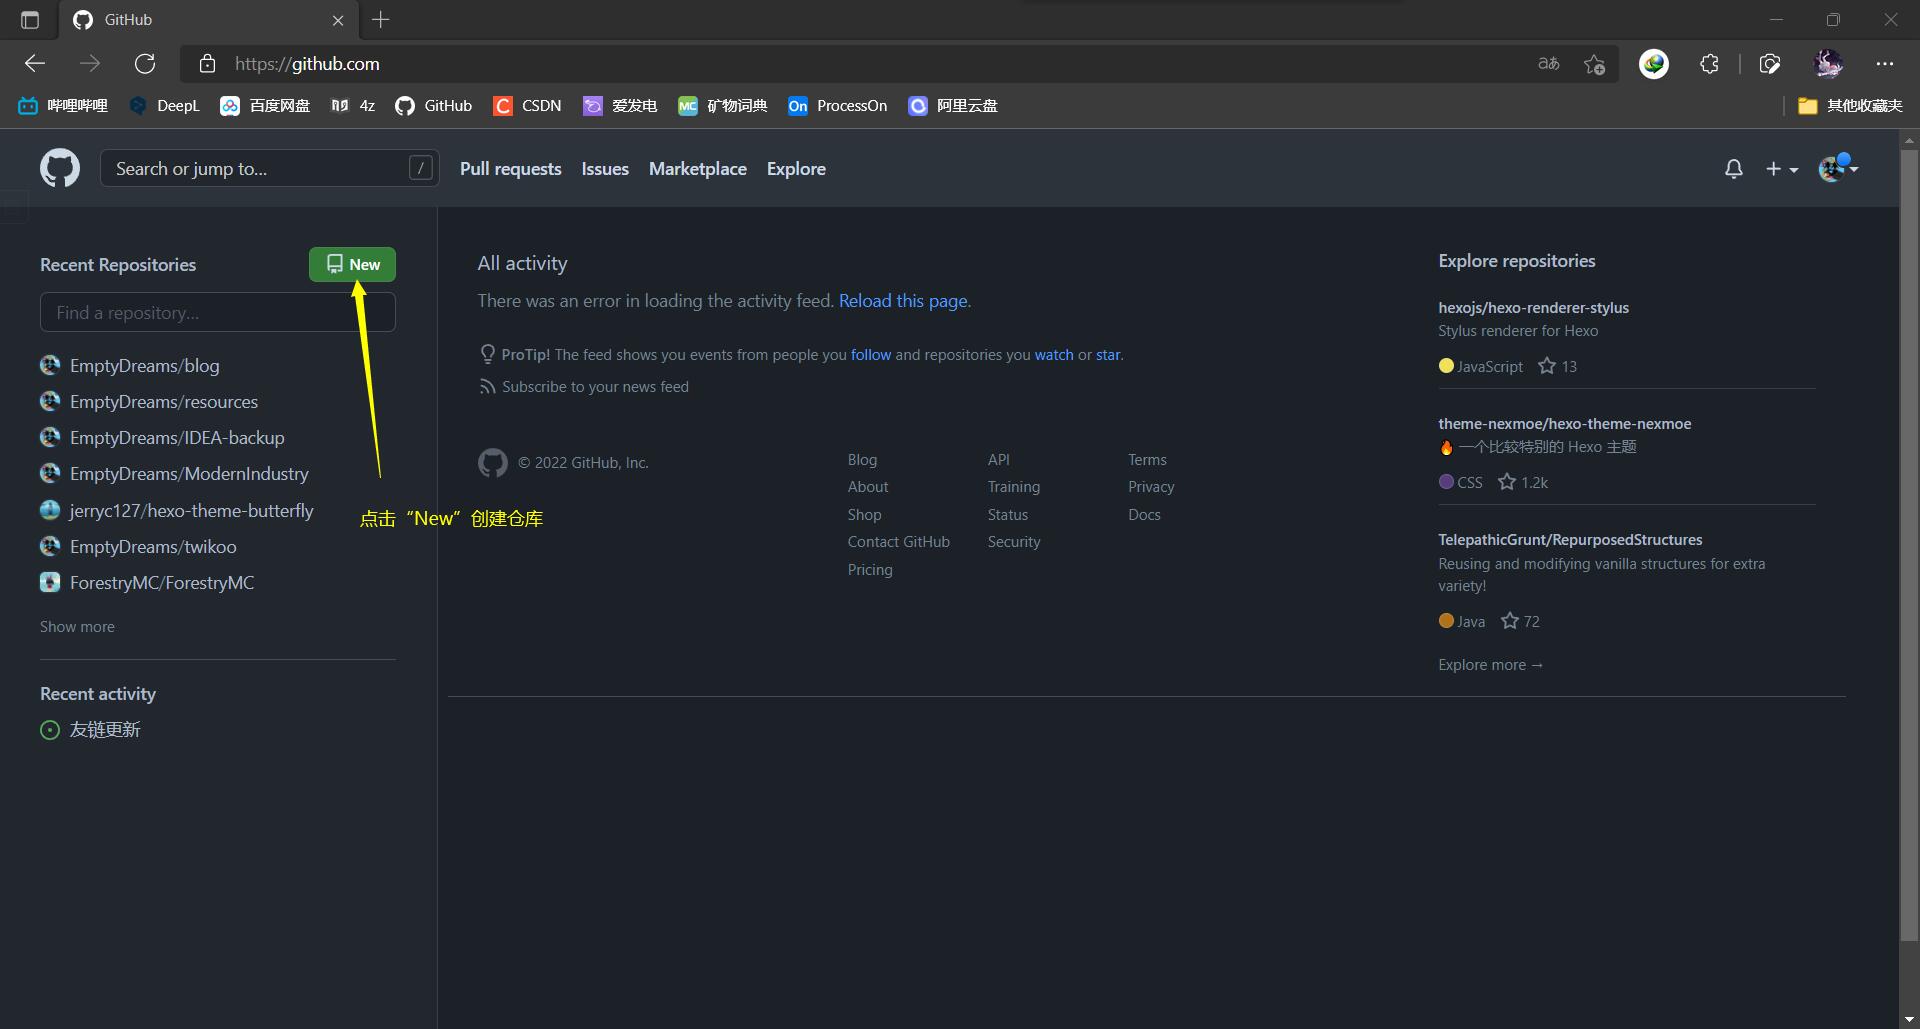 GitHub
https://github.com
哔哩哔哩
DeepL
百度网盘
4z
GitHub
CSDN
爱发电
MC
矿物词典
On
ProcessOn
阿里云盘
其他收藏夹
Search or jump to...
/
Pull requests
Issues
Marketplace
Explore
Recent Repositories
New
Find a repository...
EmptyDreams/blog
EmptyDreams/resources
EmptyDreams/IDEA-backup
EmptyDreams/ModernIndustry
jerryc127/hexo-theme-butterfly
EmptyDreams/twikoo
ForestryMC/ForestryMC
Show more
Recent activity
友链更新
点击“New”创建仓库
All activity
There was an error in loading the activity feed. Reload this page.
ProTip! The feed shows you events from people you follow and repositories you watch or star.
Subscribe to your news feed
© 2022 GitHub, Inc.
Blog
About
Shop
Contact GitHub
Pricing
API
Training
Status
Security
Terms
Privacy
Docs
Explore repositories
hexojs/hexo-renderer-stylus
Stylus renderer for Hexo
JavaScript
13
theme-nexmoe/hexo-theme-nexmoe
🔥 一个比较特别的 Hexo 主题
CSS
1.2k
TelepathicGrunt/RepurposedStructures
Reusing and modifying vanilla structures for extra
variety!
Java
72
Explore more →